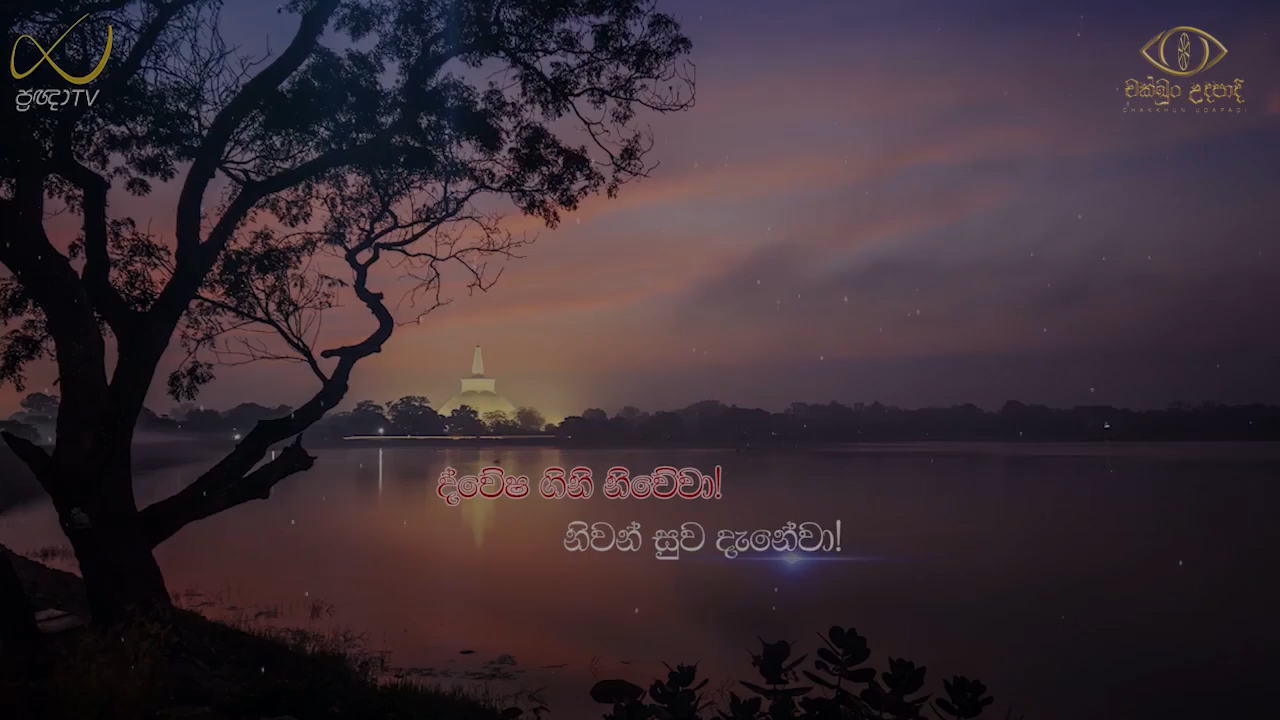 ප්‍රඥාTV
චක්ඛුං උදපාදි
CHAKKHUN UDAPADI
ද්වේෂ ගිනි නිවේවා!
නිවන් සුව දැනේවා!